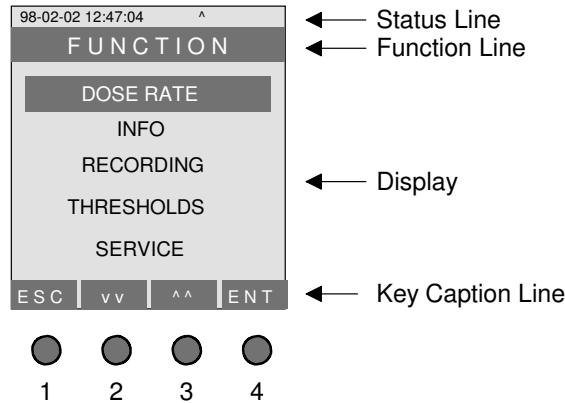 98-02-02 12:47:04 ^ Status Line
FUNCTION Function Line
DOSE RATE
INFO
RECORDING
Display
THRESHOLDS
SERVICE
ESC vv ^^ ENT Key Caption Line
1 2 3 4